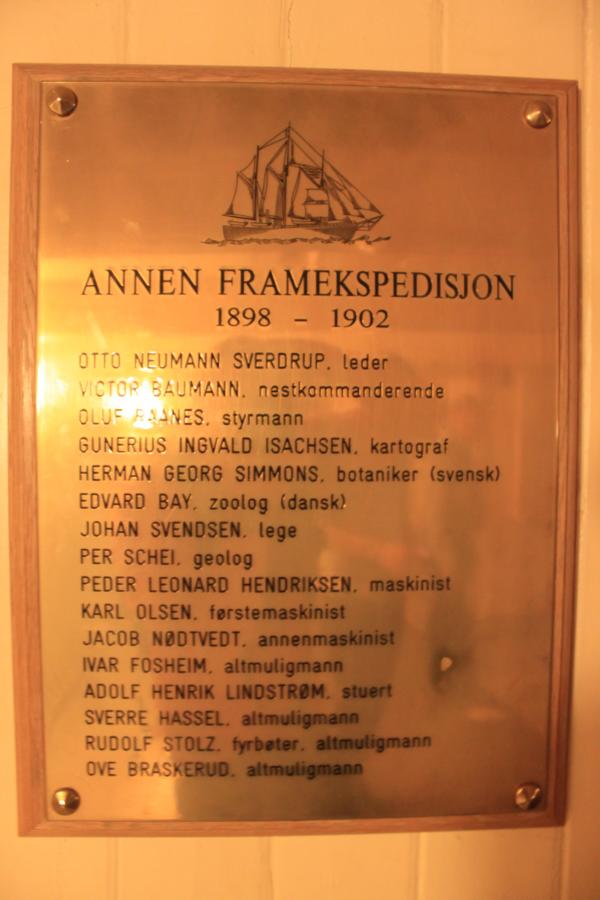 ANNEN FRAMEKSPEDISJON
1898 – 1902
OTTO NEUMANN SVERDRUP, leder
VICTOR BAUMANN, nestkommanderende
OLUF RAANES, styrmann
GUNERIUS INGVALD ISACHSEN, kartograf
HERMAN GEORG SIMMONS, botaniker (svensk)
EDVARD BAY, zoolog (dansk)
JOHAN SVENDSEN, lege
PER SCHEI, geolog
PEDER LEONARD HENDRIKSEN, maskinist
KARL OLSEN, førstemaskinist
JACOB NØDTVEDT, annenmaskinist
IVAR FOSHEIM, altmuligmann
ADOLF HENRIK LINDSTRØM, stuert
SVERRE HASSEL, altmuligmann
RUDOLF STOLZ, fyrbøter, altmuligmann
OVE BRASKERUD, altmuligmann